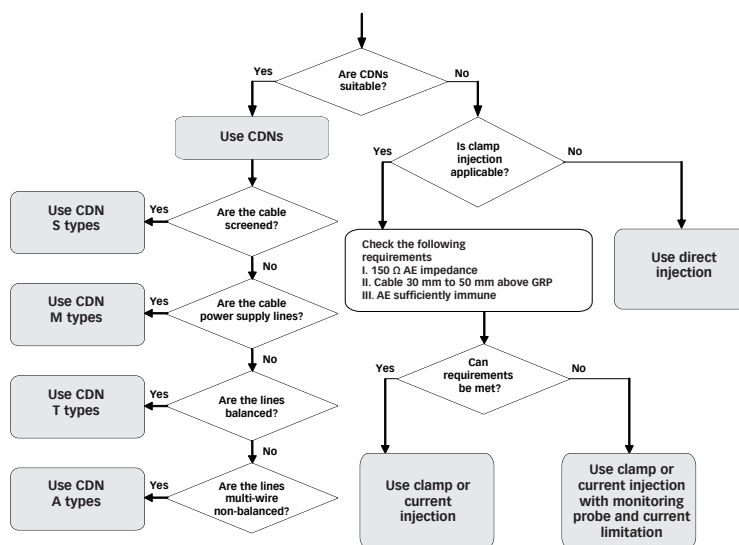 Are CDNs
suitable?
Yes
No
Use CDNs
Is clamp
injection
applicable?
Yes
No
Are the cable
screened?
Yes
Use CDN
S types
No
Check the following
requirements
I. 150 Ω AE impedance
II. Cable 30 mm to 50 mm above GRP
III. AE sufficiently immune
Use direct
injection
Are the cable
power supply lines?
Yes
Use CDN
M types
No
Can
requirements
be met?
Yes
No
Are the lines
balanced?
Yes
Use CDN
T types
No
Are the lines
multi-wire
non-balanced?
Yes
Use CDN
A types
Use clamp or
current
injection
Use clamp or
current injection
with monitoring
probe and current
limitation